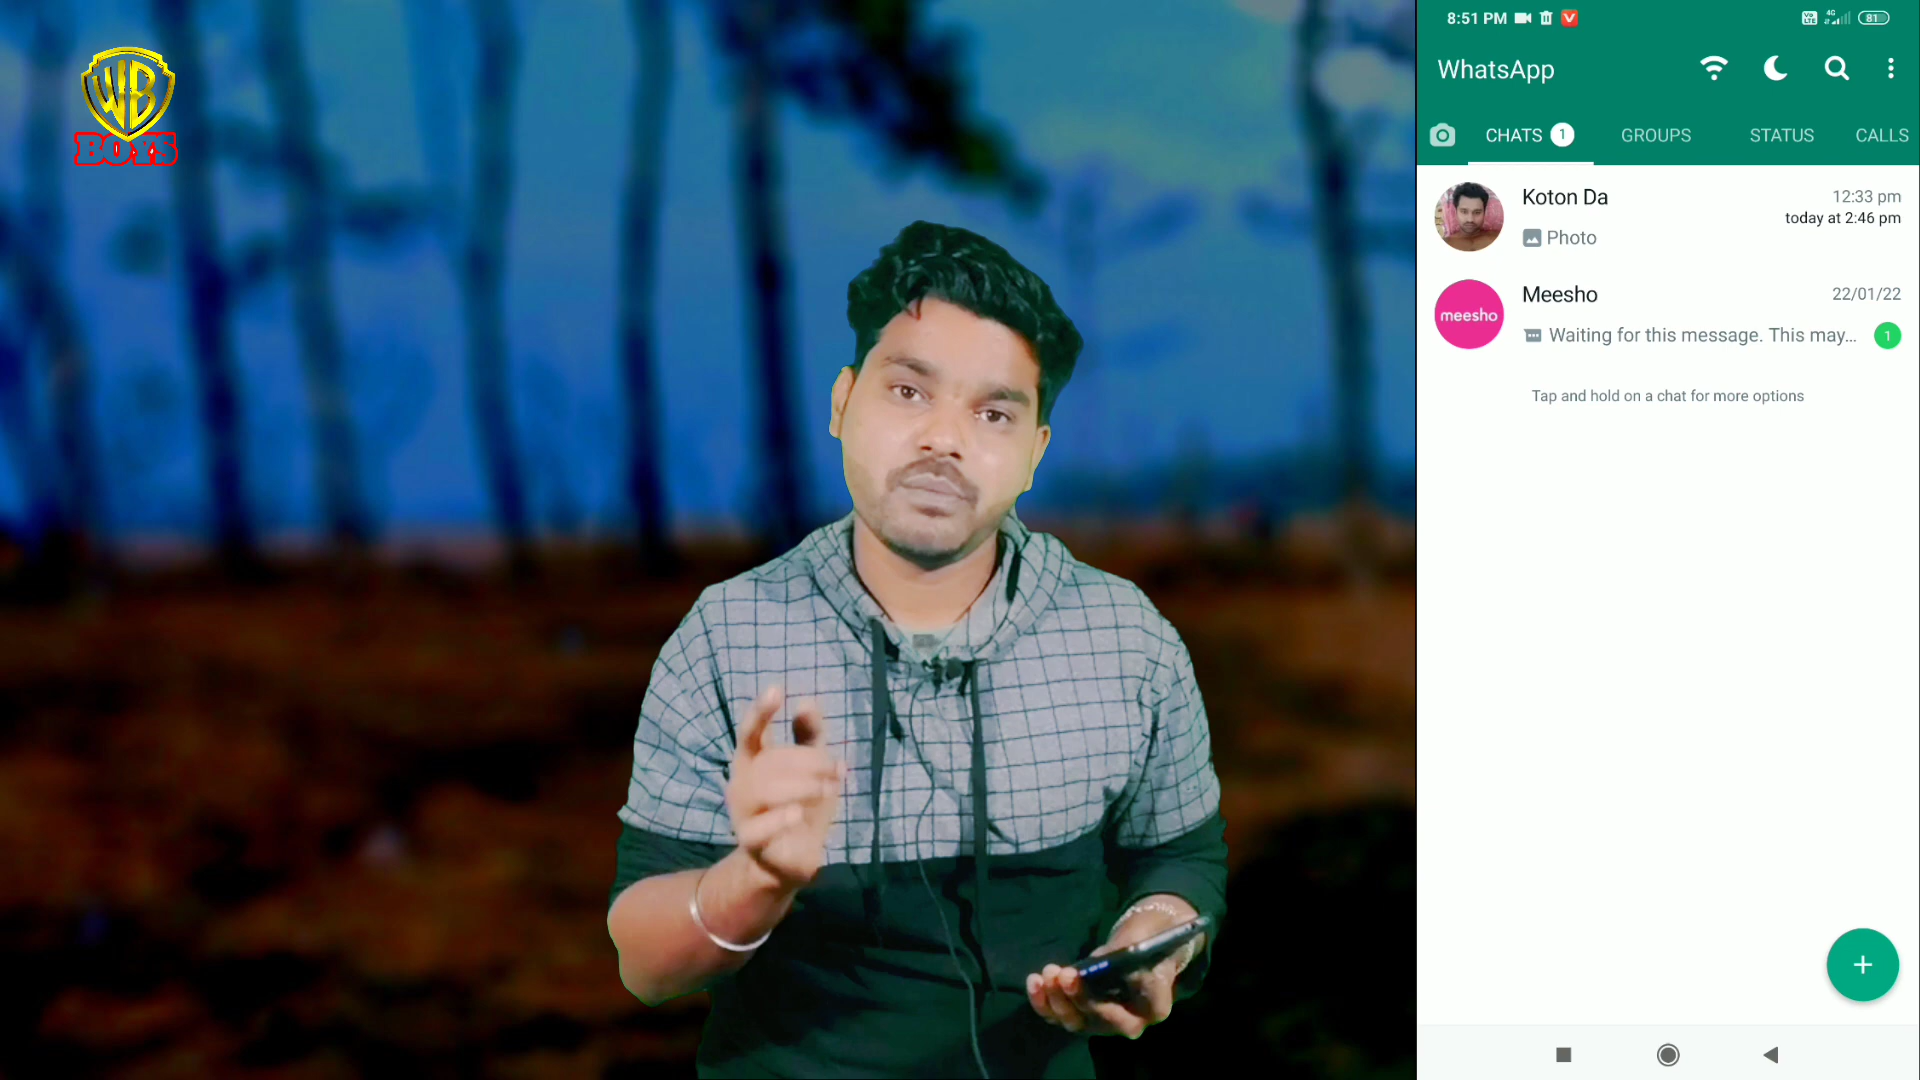 WB
BOYS
8:51 PM
4G
81
WhatsApp
CHATS 1
GROUPS
STATUS
CALLS
Koton Da
12:33 pm
today at 2:46 pm
Photo
meesho
Meesho
22/01/22
Waiting for this message. This may...
1
Tap and hold on a chat for more options